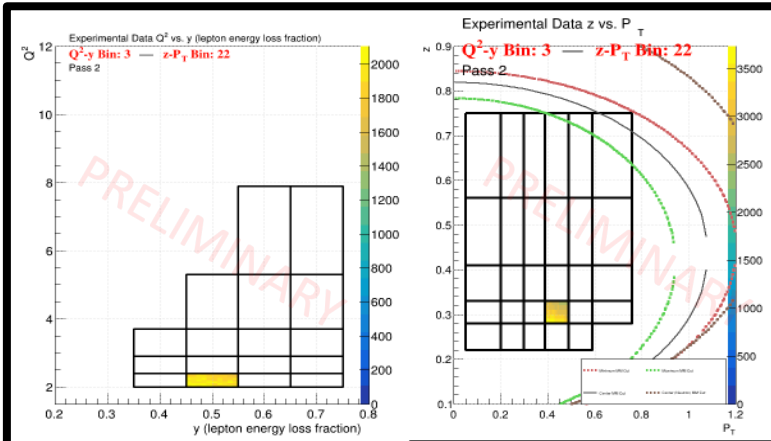 Experimental Data Q² vs. y (lepton energy loss fraction)
Q²-y Bin: 3 — z-P_T Bin: 22
Pass 2
Q²
12
10
8
6
4
2
0.2 0.3 0.4 0.5 0.6 0.7 0.8
y (lepton energy loss fraction)
2000
1800
1600
1400
1200
1000
800
600
400
200
0
PRELIMINARY
Experimental Data z vs. P_T
Q²-y Bin: 3 — z-P_T Bin: 22
Pass 2
z
0.9
0.8
0.7
0.6
0.5
0.4
0.3
0.2
0.1
0 0.2 0.4 0.6 0.8 1 1.2
P_T
3500
3000
2500
2000
1500
1000
500
0
PRELIMINARY